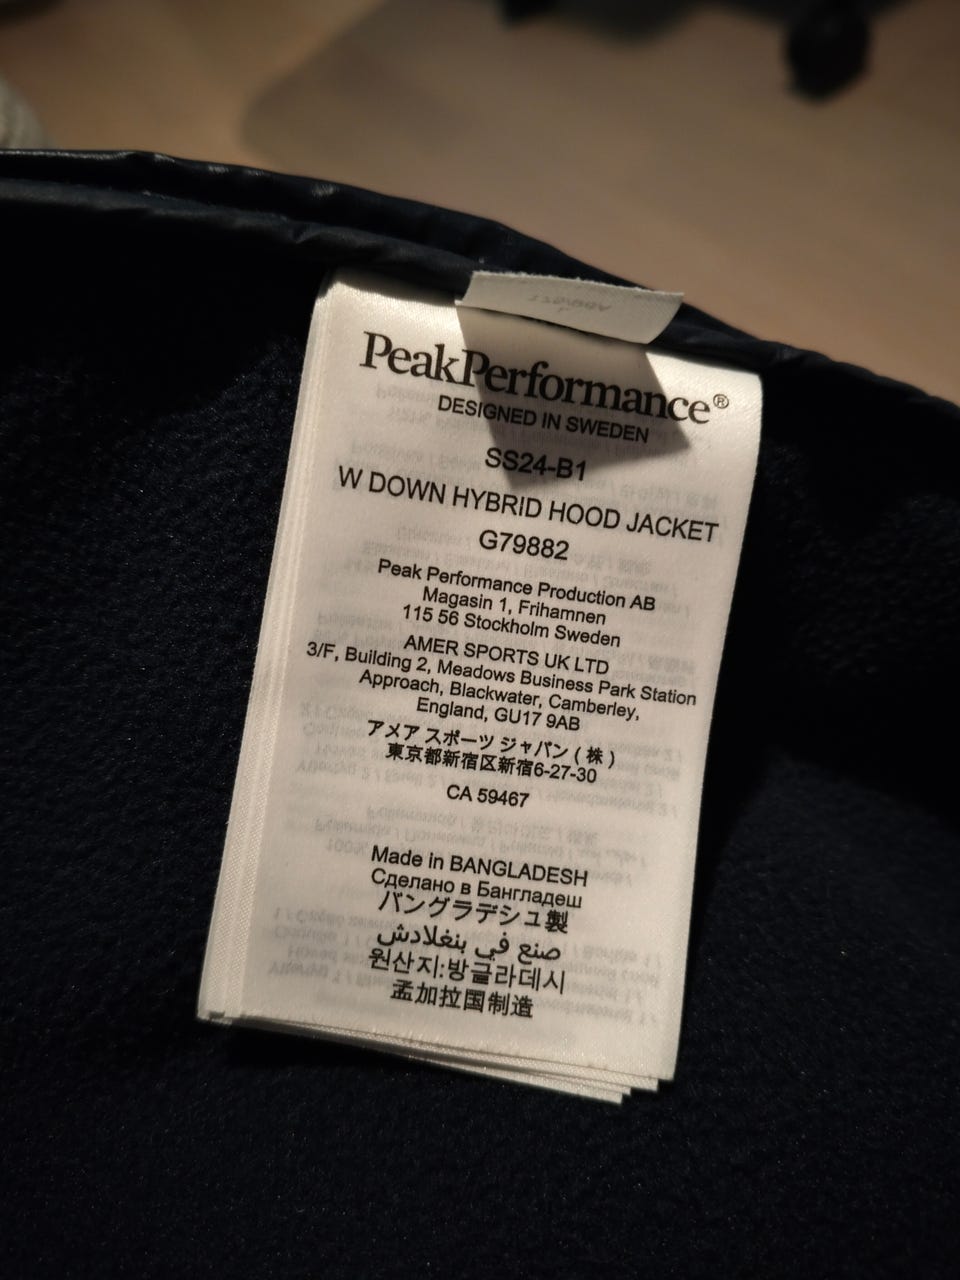 PeakPerformance®
DESIGNED IN SWEDEN
SS24-B1
W DOWN HYBRID HOOD JACKET
G79882
Peak Performance Production AB
Magasin 1, Frihamnen
115 56 Stockholm Sweden
AMER SPORTS UK LTD
3/F, Building 2, Meadows Business Park Station
Approach, Blackwater, Camberley,
England, GU17 9AB
アメア スポーツ ジャパン ( 株 )
東京都新宿区新宿6-27-30
CA 59467
Made in BANGLADESH
Сделано в Бангладеш
バングラデシュ製
صنع في بنغلادش
원산지:방글라데시
孟加拉国制造